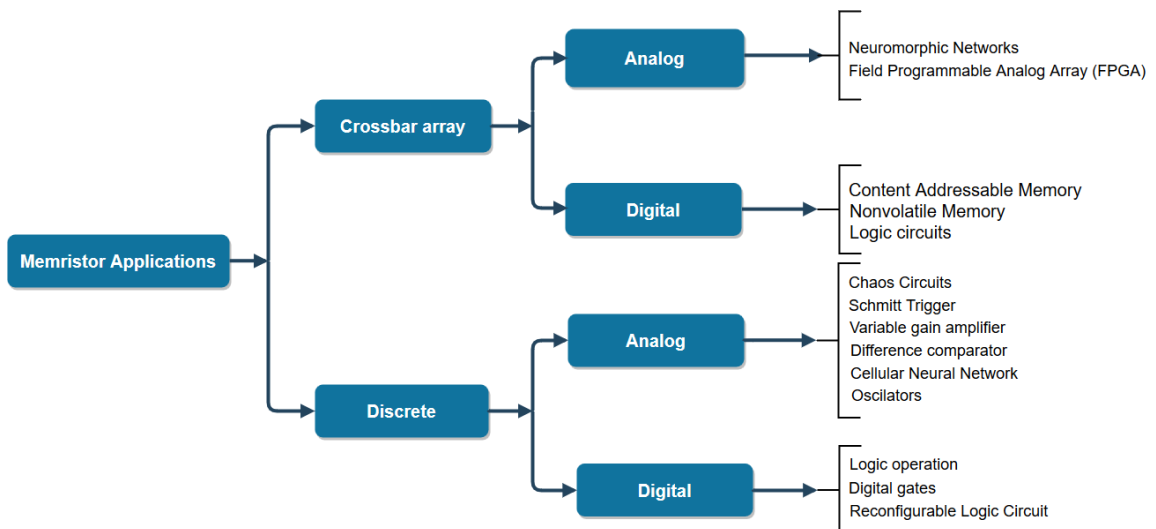 Memristor Applications
Crossbar array
Analog
Neuromorphic Networks
Field Programmable Analog Array (FPGA)
Digital
Content Addressable Memory
Nonvolatile Memory
Logic circuits
Discrete
Analog
Chaos Circuits
Schmitt Trigger
Variable gain amplifier
Difference comparator
Cellular Neural Network
Oscilators
Digital
Logic operation
Digital gates
Reconfigurable Logic Circuit